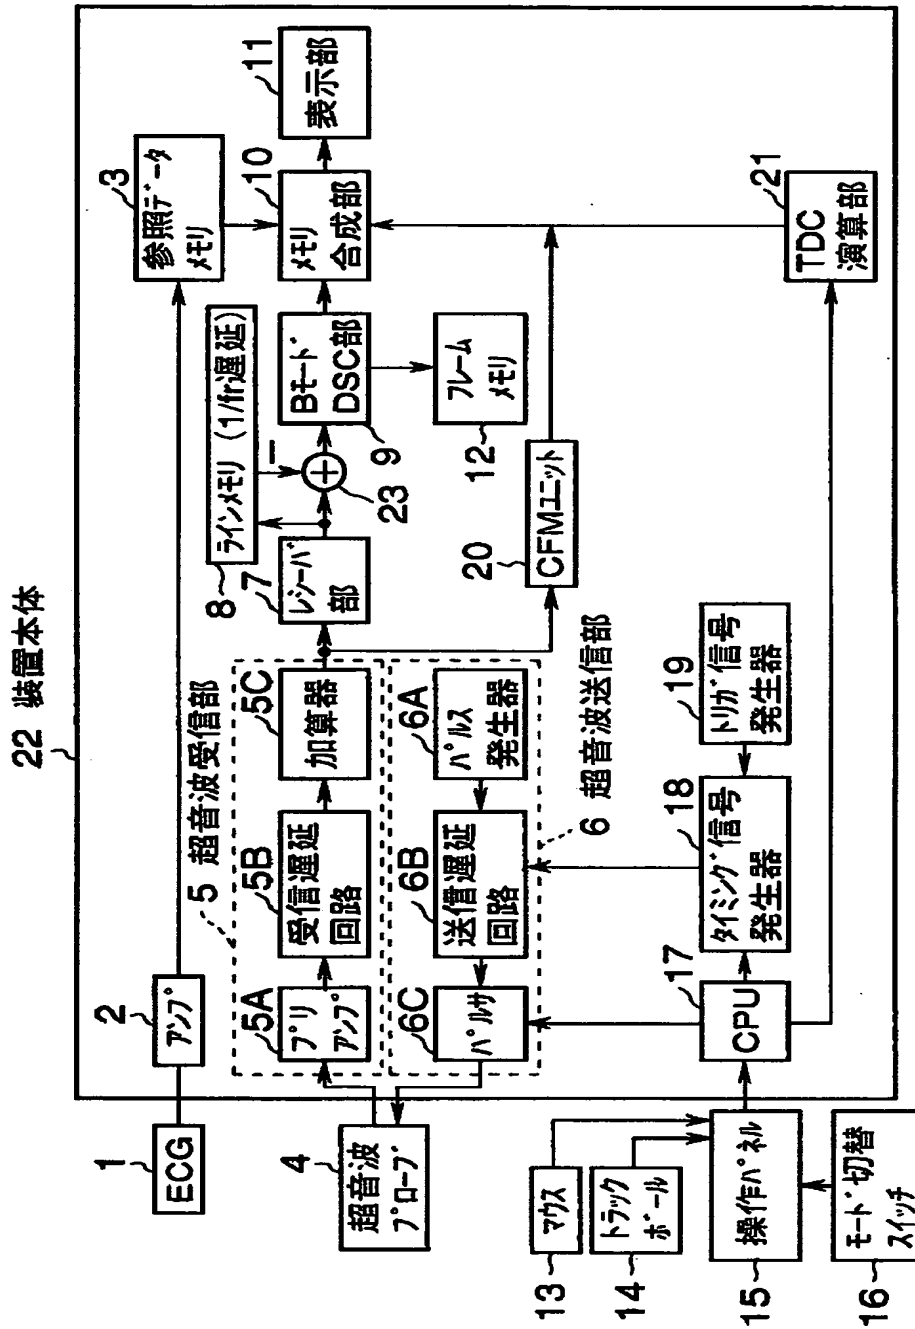 22 装置本体
1
ECG
2
アンプ
3
参照データ
メモリ
4
超音波
プローブ
5 超音波受信部
5A
プリ
アンプ
5B
受信遅延
回路
5C
加算器
6 超音波送信部
6A
パルス
発生器
6B
送信遅延
回路
6C
パルサ
7
レシーバ
部
8
ラインメモリ (1/fr遅延)
−
+
23
9
Bモード
DSC部
10
メモリ
合成部
11
表示部
12
フレーム
メモリ
13
マウス
14
トラック
ボール
15
操作パネル
16
モード切替
スイッチ
17
CPU
18
タイミング信号
発生器
19
トリガ信号
発生器
20
CFMユニット
21
TDC
演算部